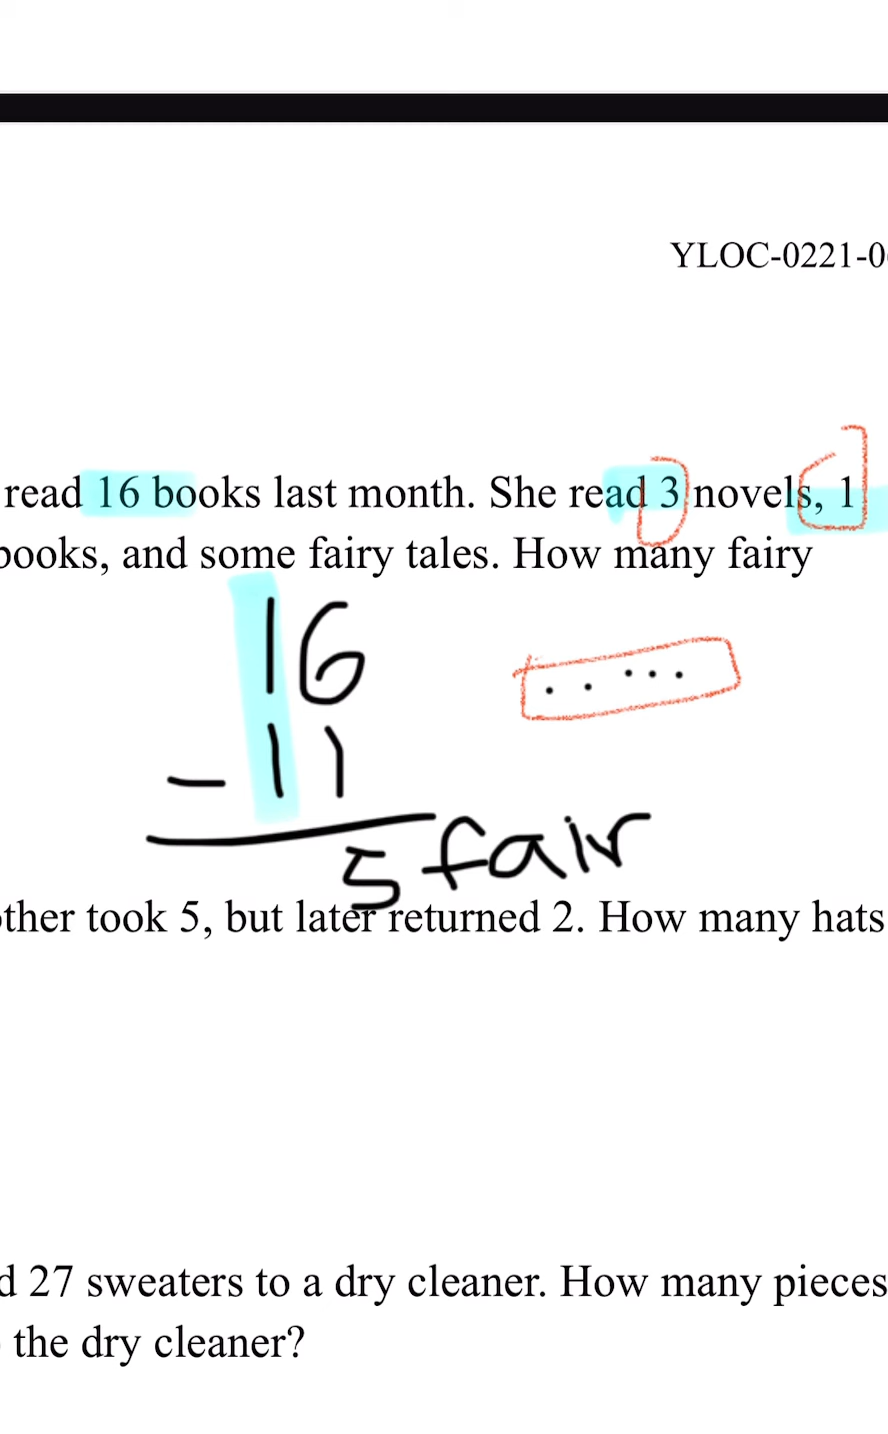 YLOC-0221-0
read 16 books last month. She read 3 novels, 1
books, and some fairy tales. How many fairy
16
- 11
5 fair
other took 5, but later returned 2. How many hats
d 27 sweaters to a dry cleaner. How many pieces
the dry cleaner?